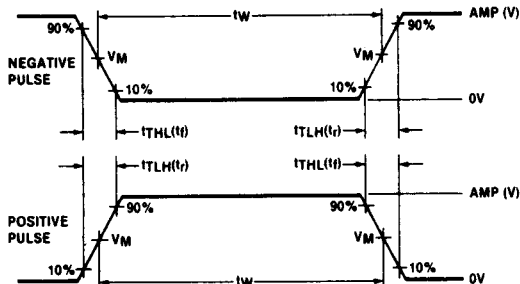 tW
AMP (V)
90%
90%
NEGATIVE
PULSE
VM
VM
10%
10%
0V
tTHL(tf)
tTLH(tr)
tTLH(tr)
tTHL(tf)
AMP (V)
90%
90%
POSITIVE
PULSE
VM
VM
10%
10%
tW
0V